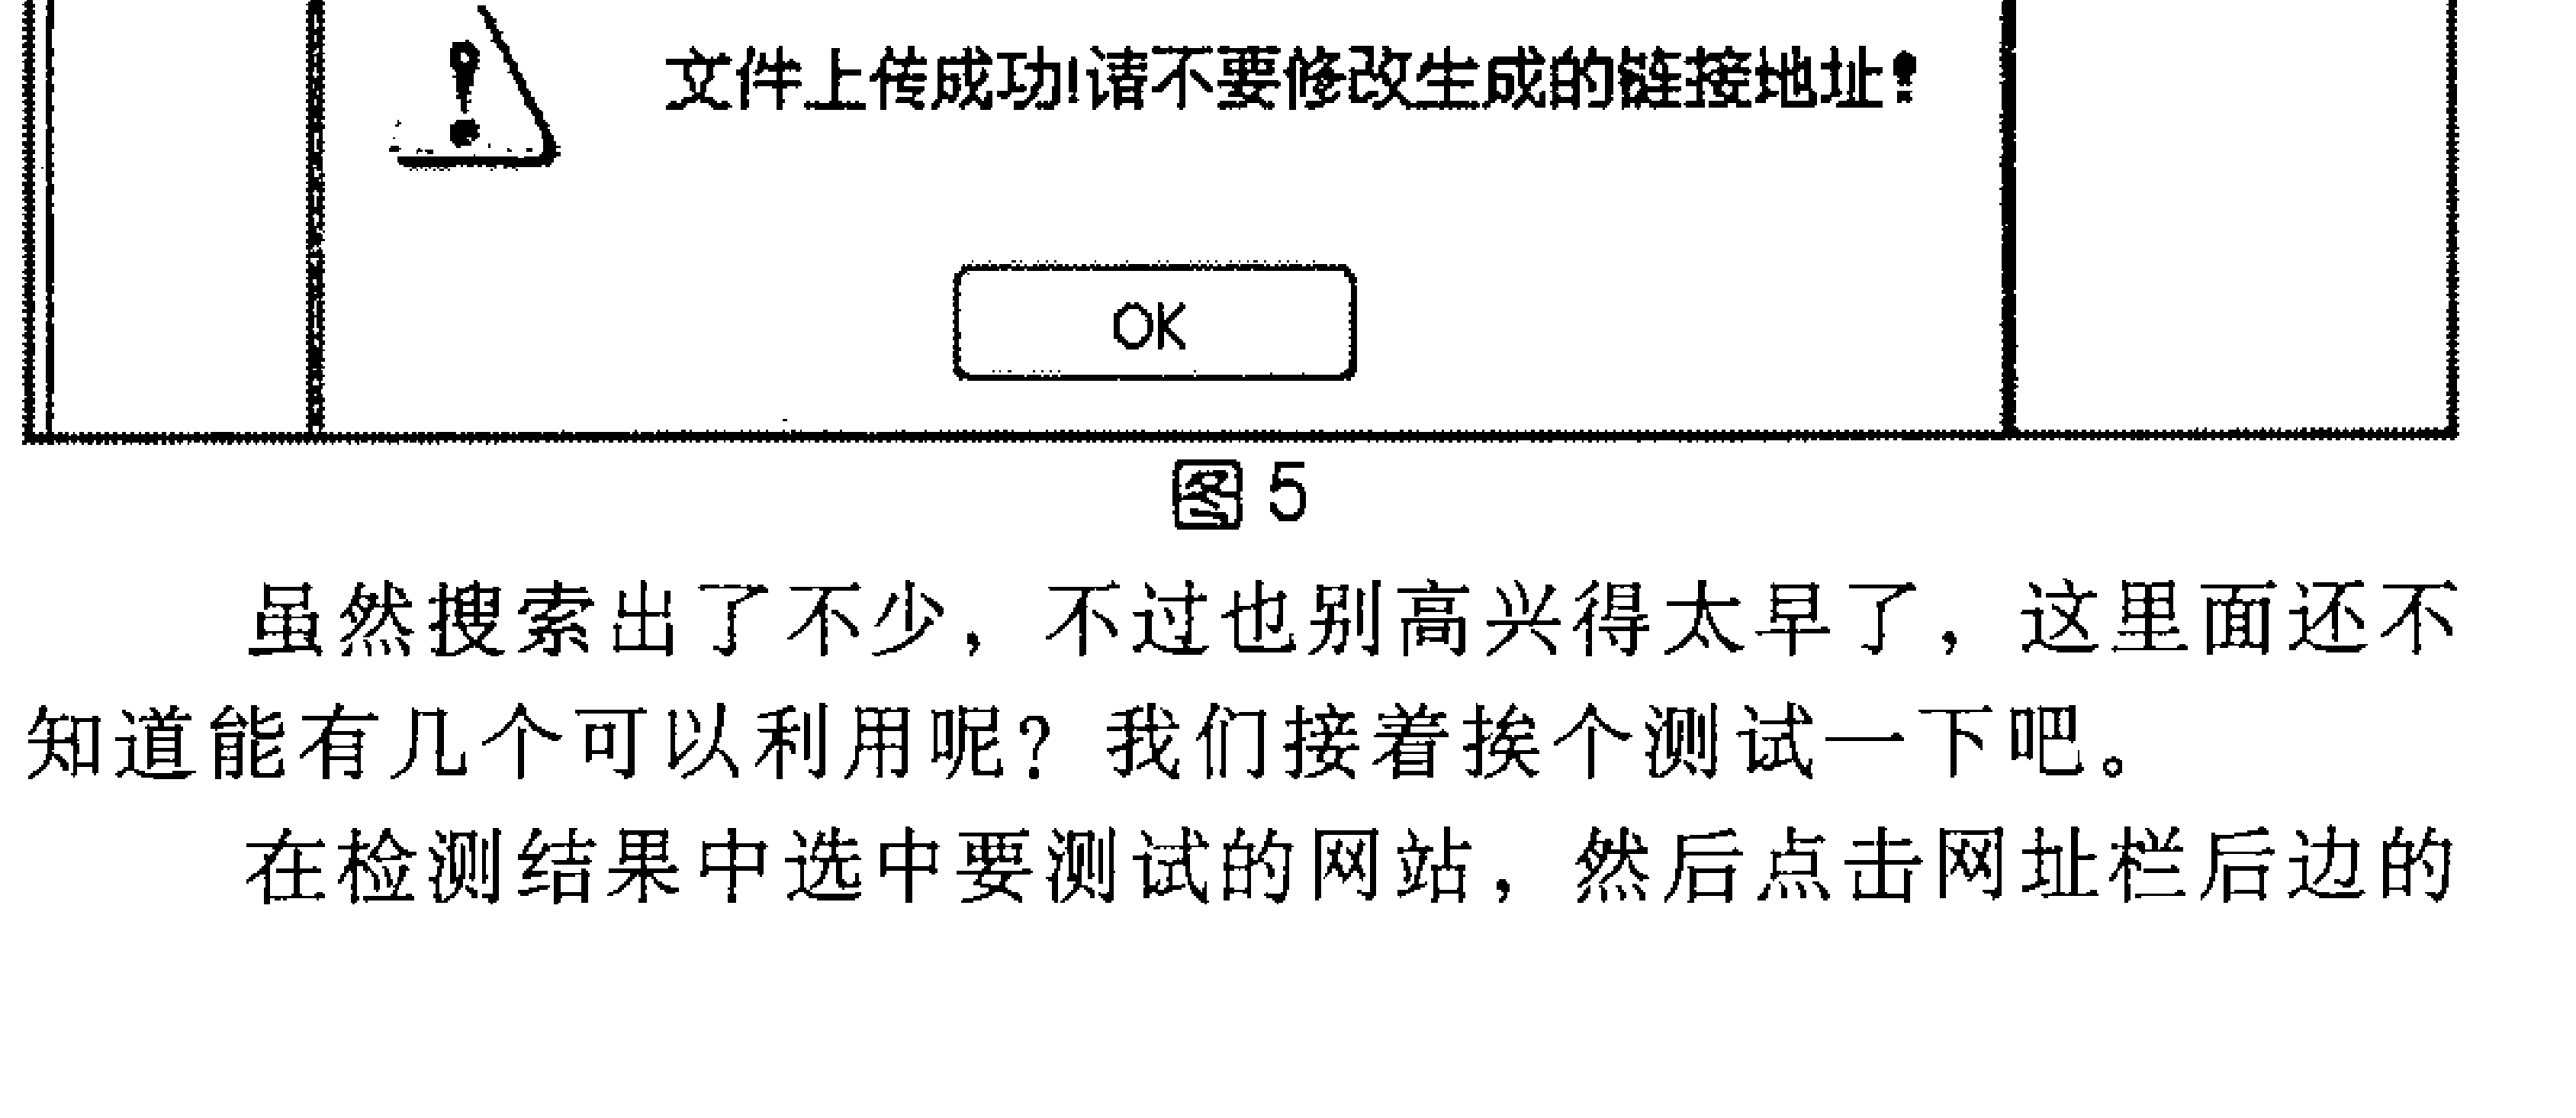 文件上传成功!请不要修改生成的链接地址!
OK
图 5
虽然搜索出了不少，不过也别高兴得太早了，这里面还不
知道能有几个可以利用呢？我们接着挨个测试一下吧。
在检测结果中选中要测试的网站，然后点击网址栏后边的